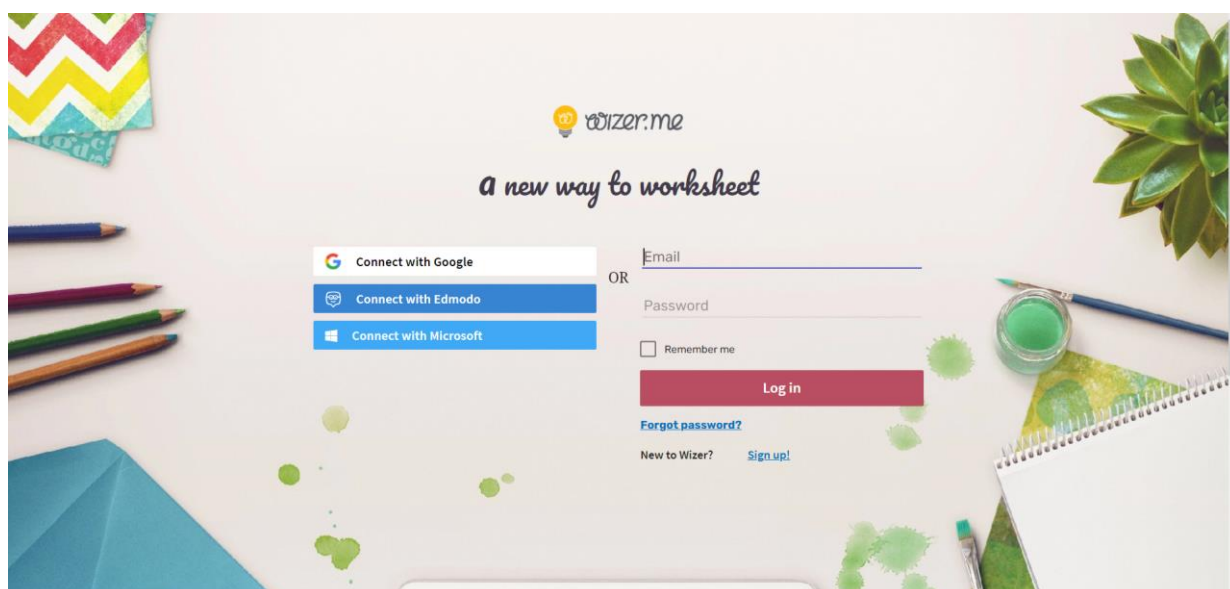 wizer.me
a new way to worksheet
Connect with Google
Connect with Edmodo
Connect with Microsoft
OR
Email
Password
Remember me
Log in
Forgot password?
New to Wizer? Sign up!